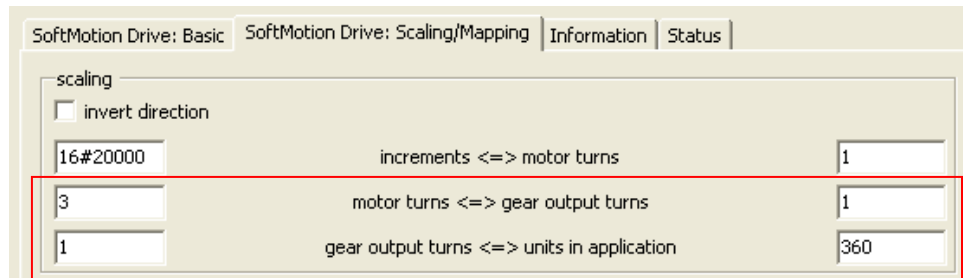 SoftMotion Drive: Basic SoftMotion Drive: Scaling/Mapping Information Status
scaling
invert direction
16#20000 increments <=> motor turns 1
3 motor turns <=> gear output turns 1
1 gear output turns <=> units in application 360